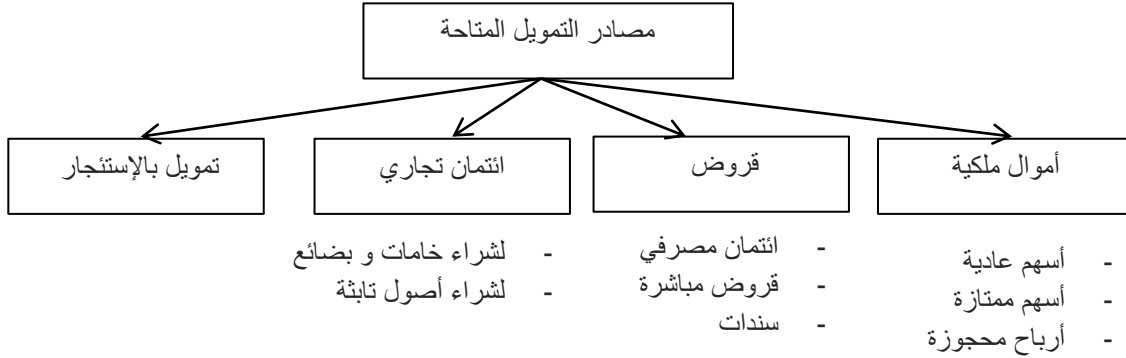 مصادر التمويل المتاحة
أموال ملكية
قروض
ائتمان تجاري
تمويل بالإستئجار
- أسهم عادية
- أسهم ممتازة
- أرباح محجوزة
- ائتمان مصرفي
- قروض مباشرة
- سندات
- لشراء خامات و بضائع
- لشراء أصول تابثة